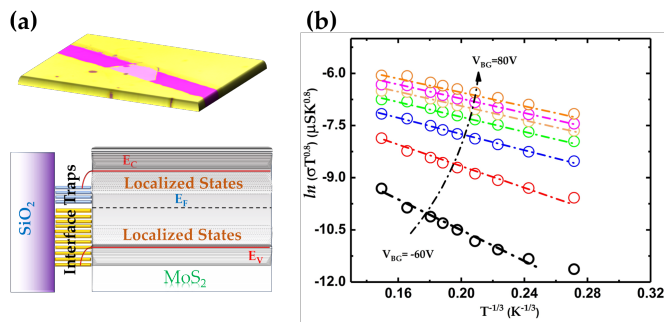 (a)
SiO₂
Interface Traps
E_C
Localized States
E_F
Localized States
E_V
MoS₂
(b)
ln (σT^0.8) (μSK^0.8)
-6.0
-7.5
-9.0
-10.5
-12.0
V_BG=80V
V_BG= -60V
0.16 0.20 0.24 0.28 0.32
T^-1/3 (K^-1/3)